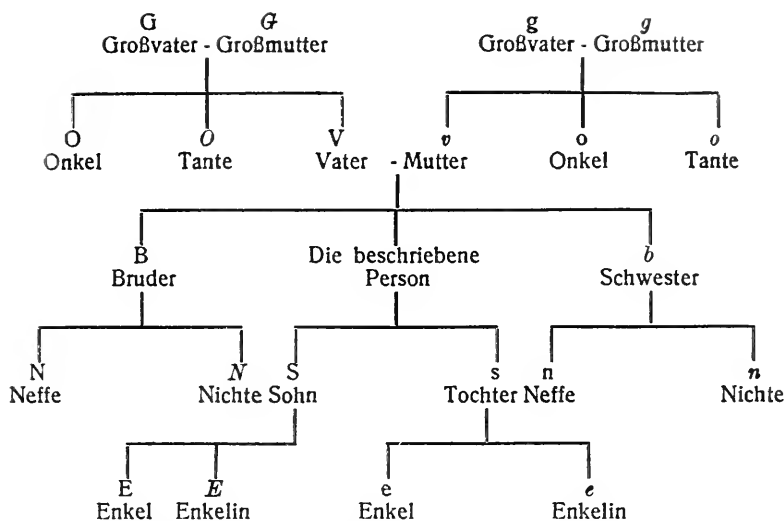 G G g g
Großvater - Großmutter Großvater - Großmutter
O O V v o o
Onkel Tante Vater - Mutter Onkel Tante
B Die beschriebene b
Bruder Person Schwester
N N S s n n
Neffe Nichte Sohn Tochter Neffe Nichte
E E e e
Enkel Enkelin Enkel Enkelin